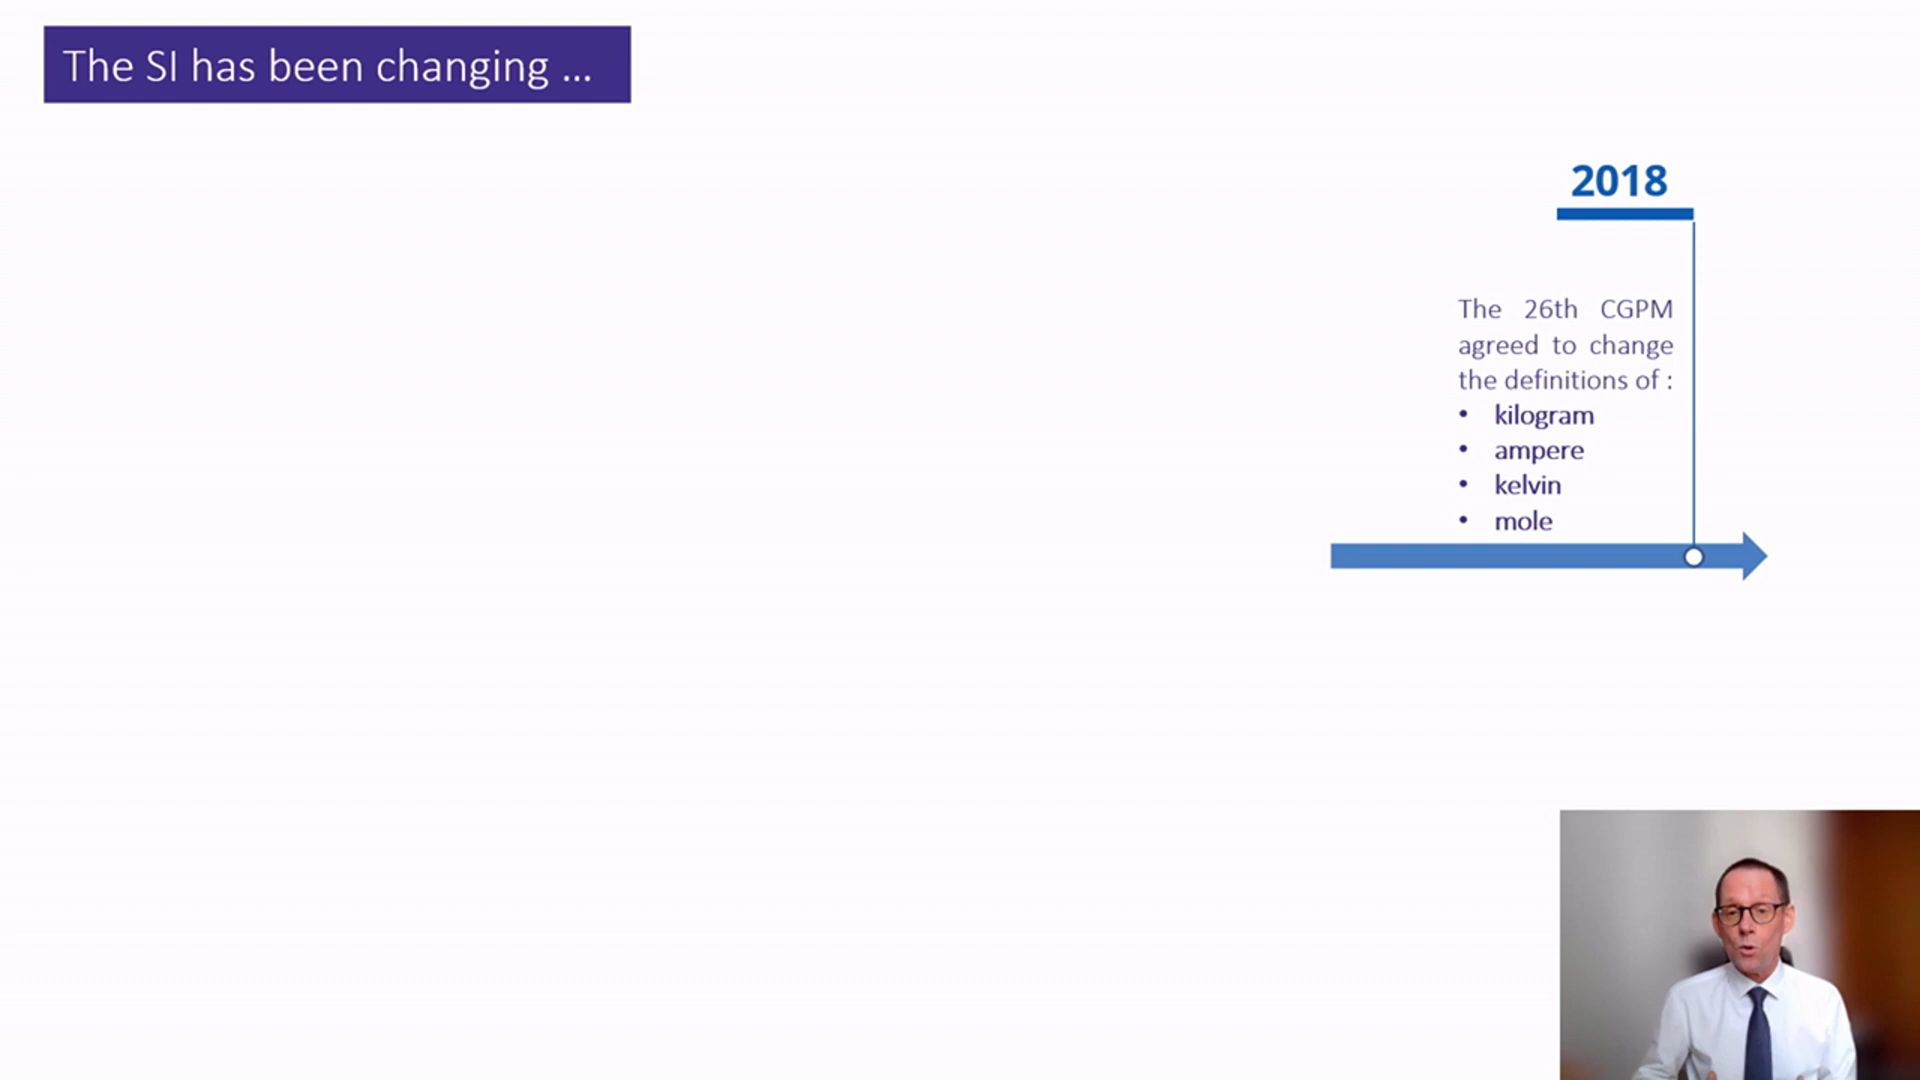 The SI has been changing ...
2018
The 26th CGPM
agreed to change
the definitions of :
• kilogram
• ampere
• kelvin
• mole